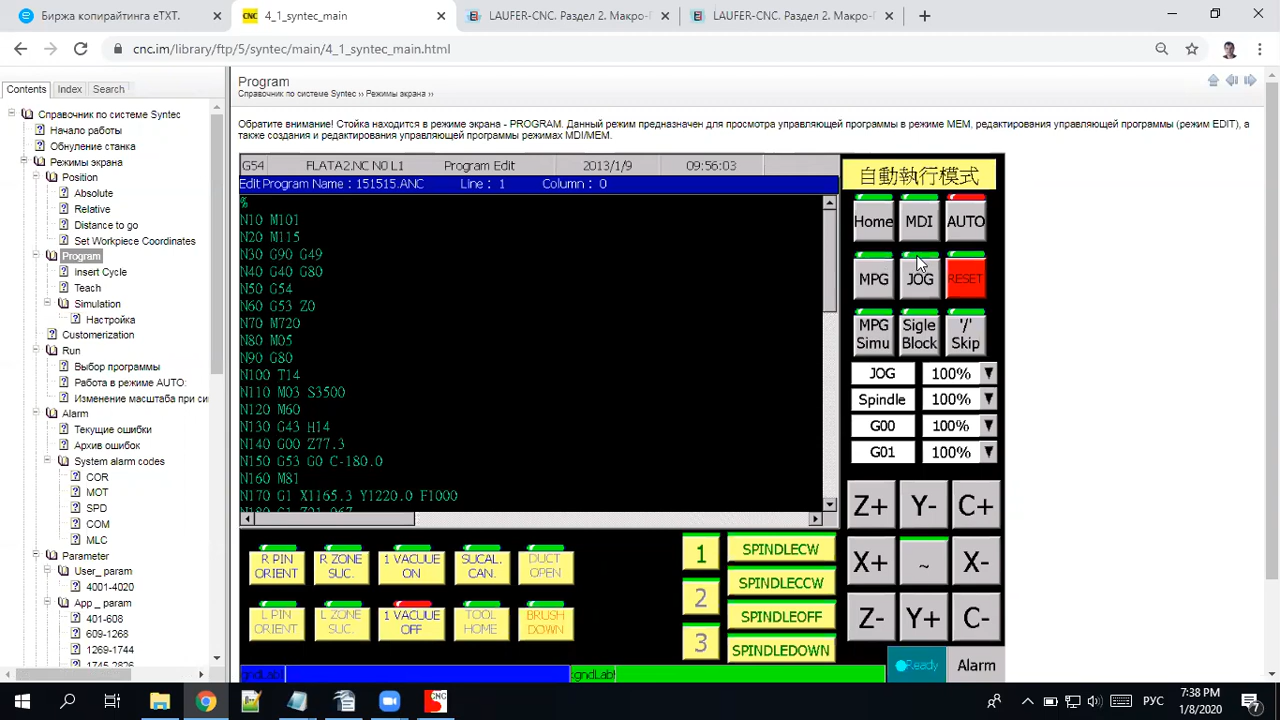 Биржа копирайтинга eTXT.
4_1_syntec_main
LAUFER-CNC. Раздел 2. Макро-
LAUFER-CNC. Раздел 2. Макро-
cnc.im/library/ftp/5/syntec/main/4_1_syntec_main.html
Contents Index Search
Справочник по системе Syntec
Начало работы
Обнуление станка
Режимы экрана
Position
Absolute
Relative
Distance to go
Set Workpiece Coordinates
Program
Insert Cycle
Teach
Simulation
Настройка
Customerization
Run
Выбор программы
Работа в режиме AUTO:
Изменение масштаба при си
Alarm
Текущие ошибки
Архив ошибок
System alarm codes
COR
MOT
SPD
COM
MLC
Parameter
User_ param
4001-4020
App _ param
401-608
609-1268
1269-1744
1745-2826
Program
Справочник по системе Syntec ›› Режимы экрана ››
Обратите внимание! Стойка находится в режиме экрана - PROGRAM. Данный режим предназначен для просмотра управляющей программы в режиме MEM, редактирования управляющей программы (режим EDIT), а
также создания и редактирования управляющей программы режимах MDI/MEM.
G54 FLATA2.NC N0 L1 Program Edit 2013/1/9 09:56:03
Edit Program Name : 151515.ANC Line : 1 Column : 0
%
N10 M101
N20 M115
N30 G90 G49
N40 G40 G80
N50 G54
N60 G53 Z0
N70 M720
N80 M05
N90 G80
N100 T14
N110 M03 S3500
N120 M60
N130 G43 H14
N140 G00 Z77.3
N150 G53 G0 C-180.0
N160 M81
N170 G1 X1165.3 Y1220.0 F1000
自動執行模式
Home MDI AUTO
MPG JOG RESET
MPG Simu
Sigle Block
'/' Skip
JOG 100%
Spindle 100%
G00 100%
G01 100%
Z+ Y- C+
X+ ~ X-
Z- Y+ C-
R PIN ORIENT
R ZONE SUC.
1 VACUUE ON
SUCAL. CAN.
DUCT OPEN
L PIN ORIENT
L ZONE SUC.
1 VACUUE OFF
TOOL HOME
BRUSH DOWN
1 SPINDLECW
SPINDLECCW
2
SPINDLEOFF
3 SPINDLEDOWN
Ready Alarm
РУС
7:38 PM
1/8/2020
7